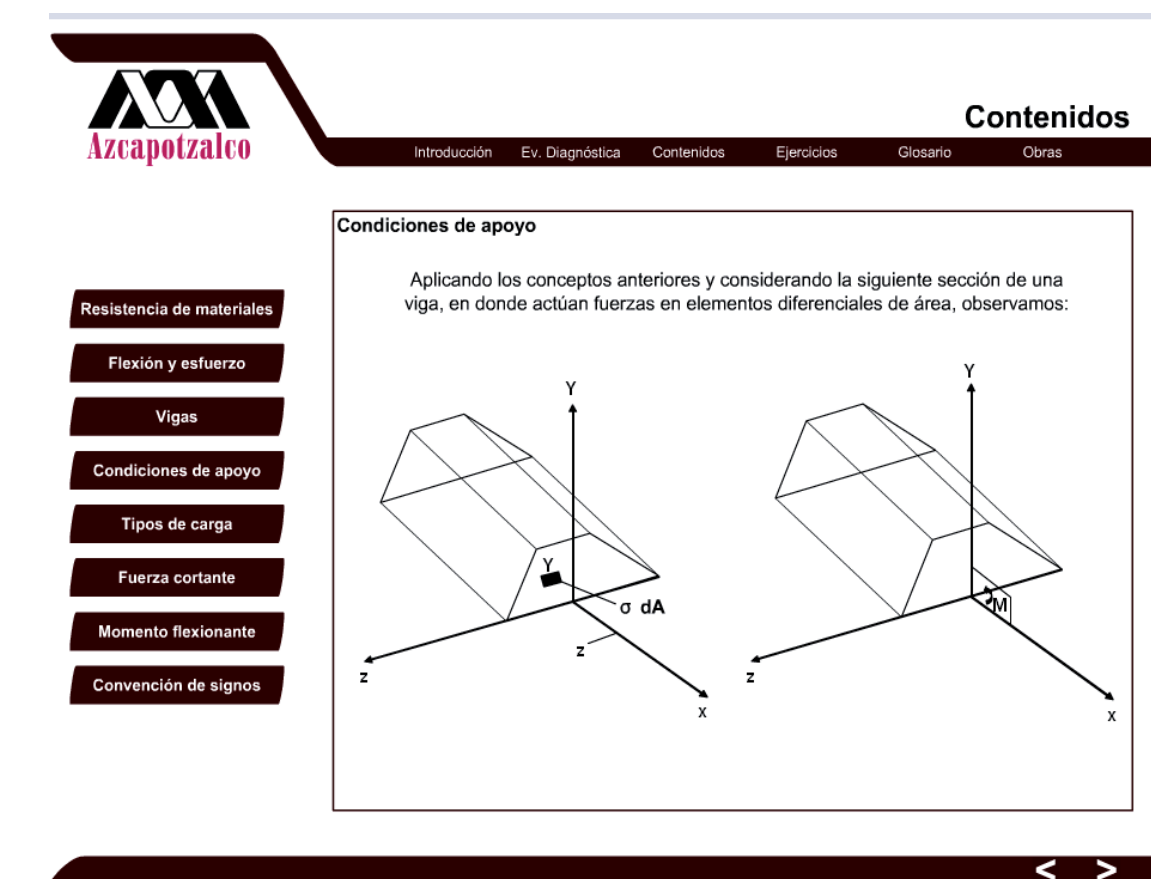 Azcapotzalco
Contenidos
Introducción Ev. Diagnóstica Contenidos Ejercicios Glosario Obras
Condiciones de apoyo
Aplicando los conceptos anteriores y considerando la siguiente sección de una
viga, en donde actúan fuerzas en elementos diferenciales de área, observamos:
Resistencia de materiales
Flexión y esfuerzo
Vigas
Condiciones de apoyo
Tipos de carga
Fuerza cortante
Momento flexionante
Convención de signos
Y
Y
σ dA
z
z
x
Y
M
z
x
< >